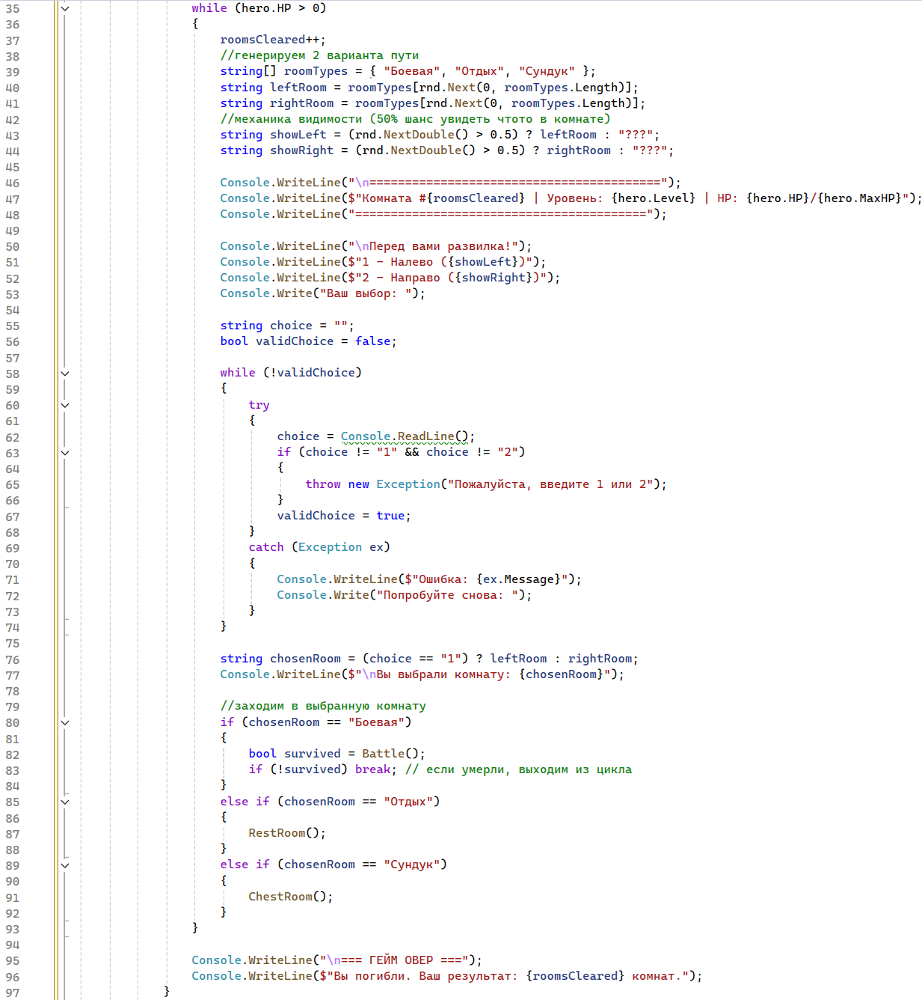 35 while (hero.HP > 0)
36 {
37 roomsCleared++;
38 //генерируем 2 варианта пути
39 string[] roomTypes = { "Боевая", "Отдых", "Сундук" };
40 string leftRoom = roomTypes[rnd.Next(0, roomTypes.Length)];
41 string rightRoom = roomTypes[rnd.Next(0, roomTypes.Length)];
42 //механика видимости (50% шанс увидеть чтото в комнате)
43 string showLeft = (rnd.NextDouble() > 0.5) ? leftRoom : "???";
44 string showRight = (rnd.NextDouble() > 0.5) ? rightRoom : "???";
45
46 Console.WriteLine("\n=========================================");
47 Console.WriteLine($"Комната #{roomsCleared} | Уровень: {hero.Level} | HP: {hero.HP}/{hero.MaxHP}");
48 Console.WriteLine("=========================================");
49
50 Console.WriteLine("\nПеред вами развилка!");
51 Console.WriteLine($"1 - Налево ({showLeft})");
52 Console.WriteLine($"2 - Направо ({showRight})");
53 Console.Write("Ваш выбор: ");
54
55 string choice = "";
56 bool validChoice = false;
57
58 while (!validChoice)
59 {
60 try
61 {
62 choice = Console.ReadLine();
63 if (choice != "1" && choice != "2")
64 {
65 throw new Exception("Пожалуйста, введите 1 или 2");
66 }
67 validChoice = true;
68 }
69 catch (Exception ex)
70 {
71 Console.WriteLine($"Ошибка: {ex.Message}");
72 Console.Write("Попробуйте снова: ");
73 }
74 }
75
76 string chosenRoom = (choice == "1") ? leftRoom : rightRoom;
77 Console.WriteLine($"\nВы выбрали комнату: {chosenRoom}");
78
79 //заходим в выбранную комнату
80 if (chosenRoom == "Боевая")
81 {
82 bool survived = Battle();
83 if (!survived) break; // если умерли, выходим из цикла
84 }
85 else if (chosenRoom == "Отдых")
86 {
87 RestRoom();
88 }
89 else if (chosenRoom == "Сундук")
90 {
91 ChestRoom();
92 }
93 }
94
95 Console.WriteLine("\n=== ГЕЙМ ОВЕР ===");
96 Console.WriteLine($"Вы погибли. Ваш результат: {roomsCleared} комнат.");
97 }